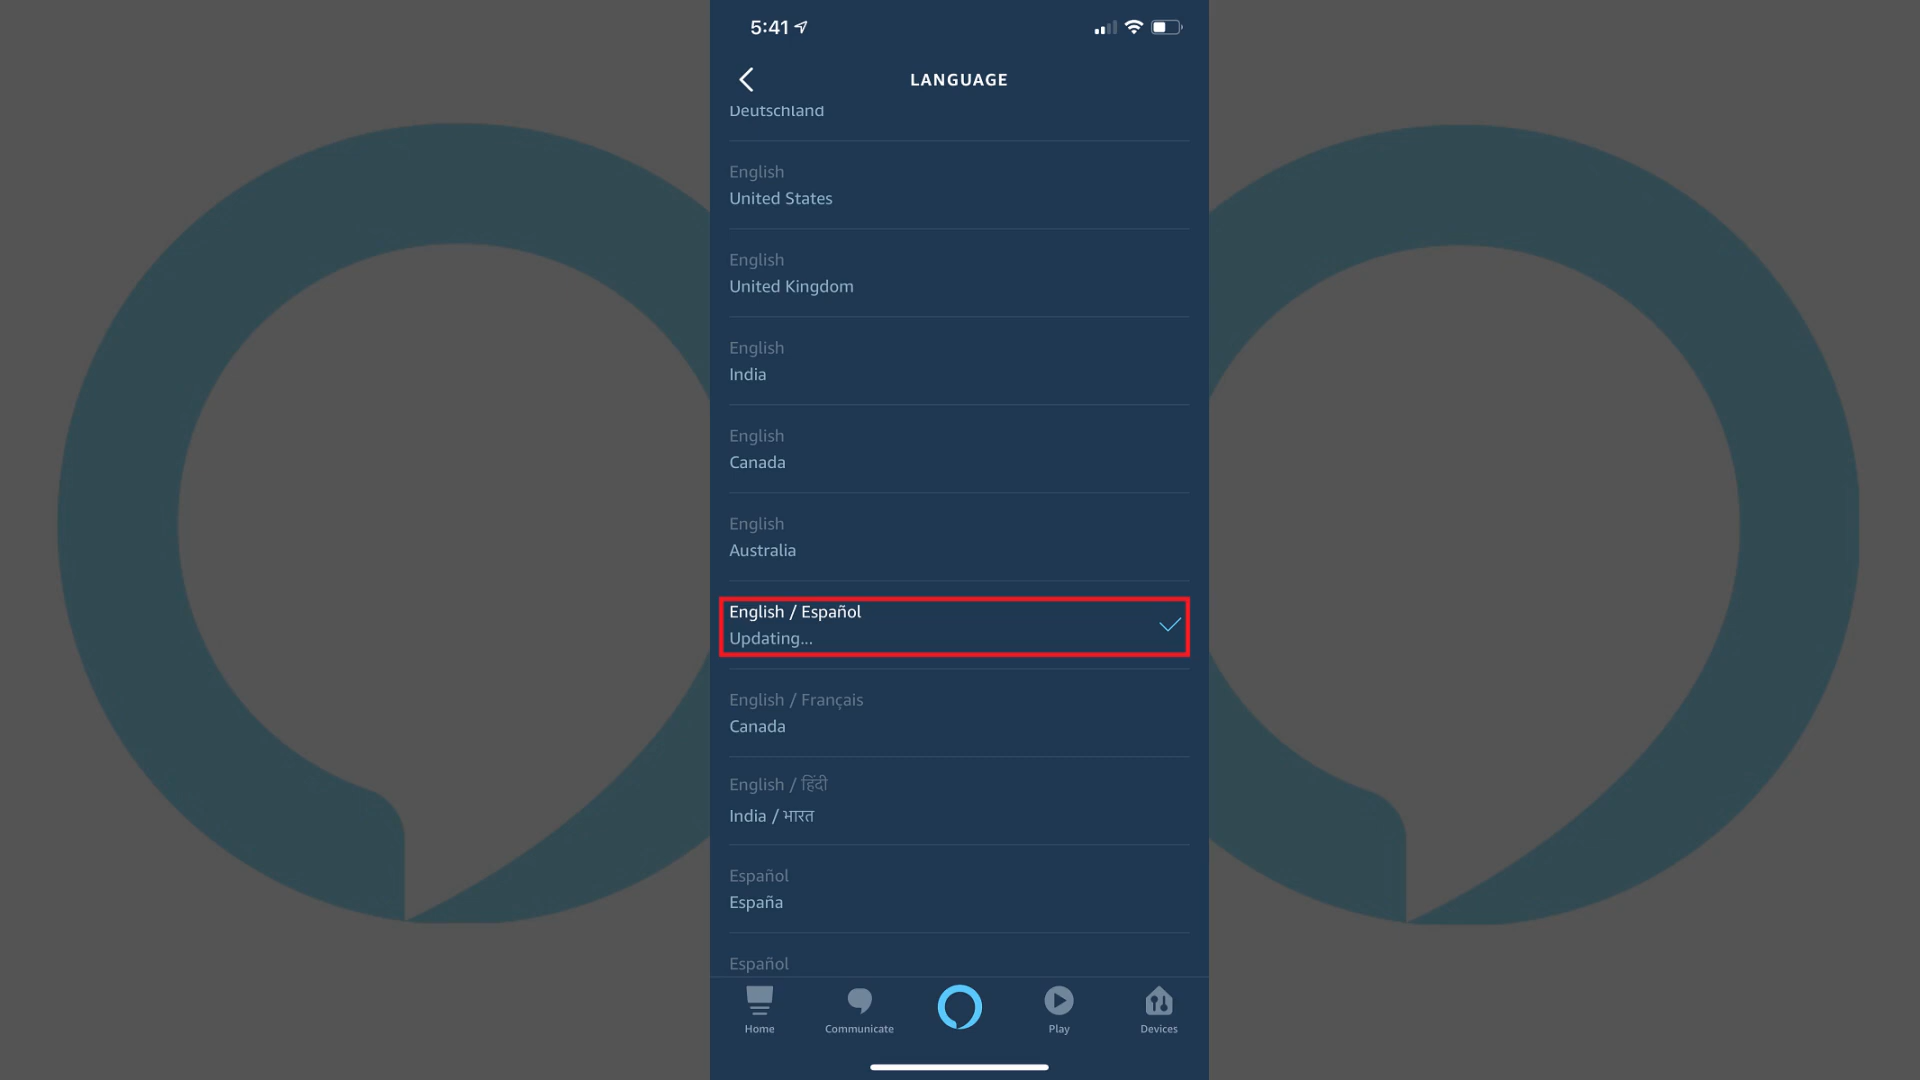 5:41
LANGUAGE
Deutschland
English
United States
English
United Kingdom
English
India
English
Canada
English
Australia
English / Español
Updating...
English / Français
Canada
English / हिंदी
India / भारत
Español
España
Español
Home
Communicate
Play
Devices